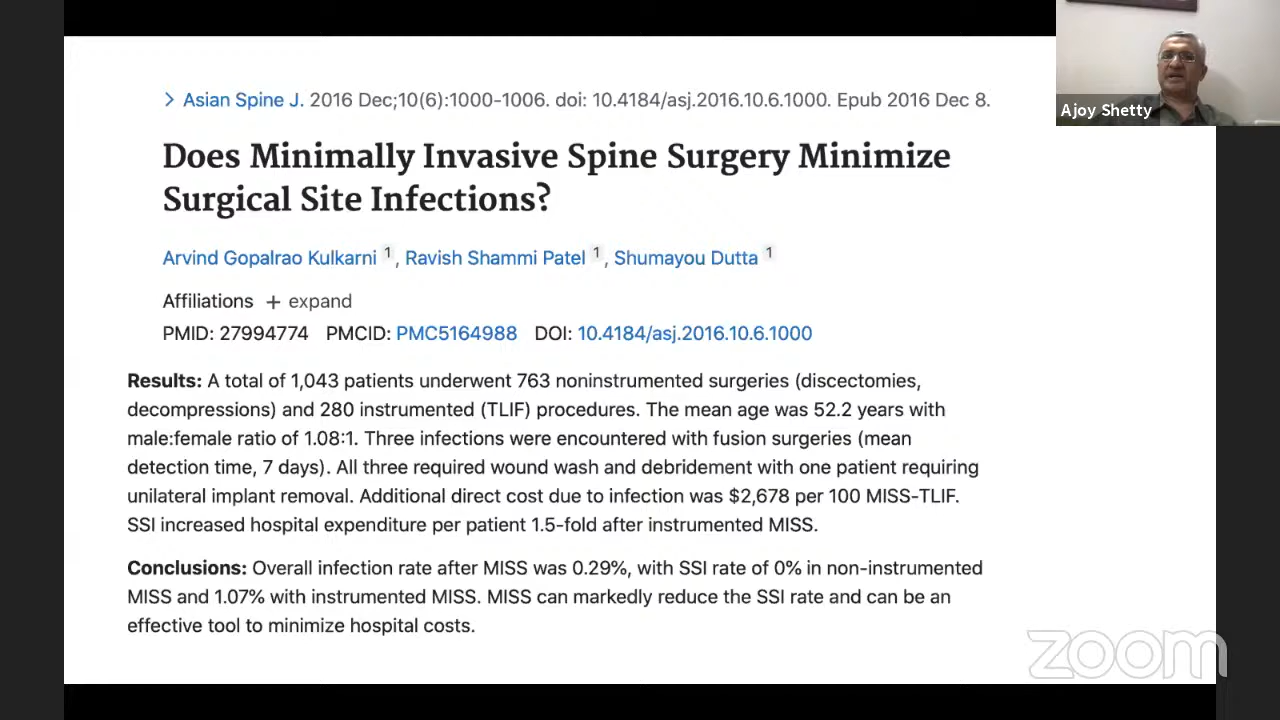 > Asian Spine J. 2016 Dec;10(6):1000-1006. doi: 10.4184/asj.2016.10.6.1000. Epub 2016 Dec 8.
Does Minimally Invasive Spine Surgery Minimize
Surgical Site Infections?
Arvind Gopalrao Kulkarni 1, Ravish Shammi Patel 1, Shumayou Dutta 1
Affiliations + expand
PMID: 27994774 PMCID: PMC5164988 DOI: 10.4184/asj.2016.10.6.1000
Results: A total of 1,043 patients underwent 763 noninstrumented surgeries (discectomies,
decompressions) and 280 instrumented (TLIF) procedures. The mean age was 52.2 years with
male:female ratio of 1.08:1. Three infections were encountered with fusion surgeries (mean
detection time, 7 days). All three required wound wash and debridement with one patient requiring
unilateral implant removal. Additional direct cost due to infection was $2,678 per 100 MISS-TLIF.
SSI increased hospital expenditure per patient 1.5-fold after instrumented MISS.
Conclusions: Overall infection rate after MISS was 0.29%, with SSI rate of 0% in non-instrumented
MISS and 1.07% with instrumented MISS. MISS can markedly reduce the SSI rate and can be an
effective tool to minimize hospital costs.
Ajoy Shetty
zoom